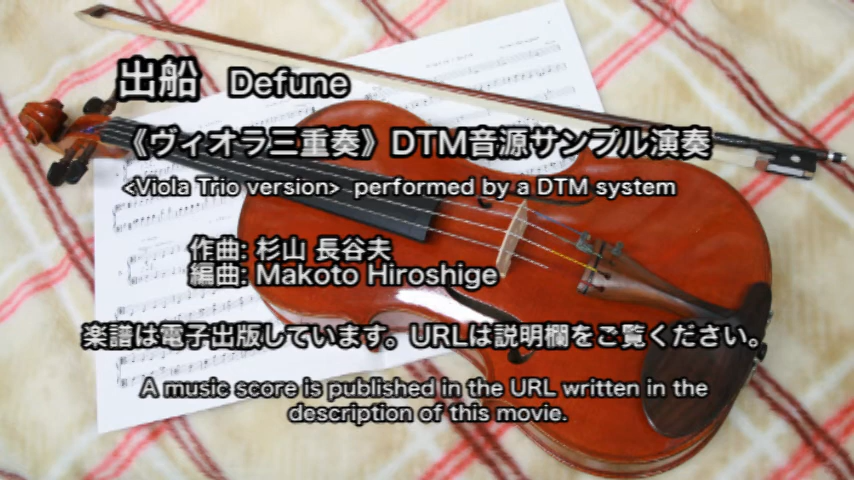 出船 Defune
《ヴィオラ三重奏》DTM音源サンプル演奏
<Viola Trio version> performed by a DTM system
作曲: 杉山 長谷夫
編曲: Makoto Hiroshige
楽譜は電子出版しています。URLは説明欄をご覧ください。
A music score is published in the URL written in the
description of this movie.